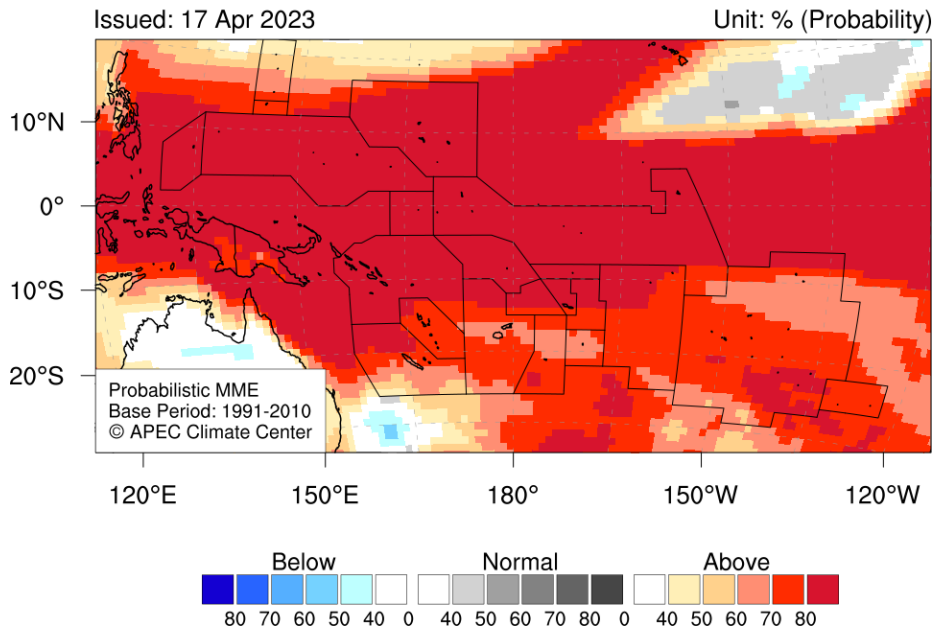 Issued: 17 Apr 2023 Unit: % (Probability)
10°N
0°
10°S
20°S
Probabilistic MME
Base Period: 1991-2010
© APEC Climate Center
120°E 150°E 180° 150°W 120°W
Below Normal Above
80 70 60 50 40 0 40 50 60 70 80 0 40 50 60 70 80